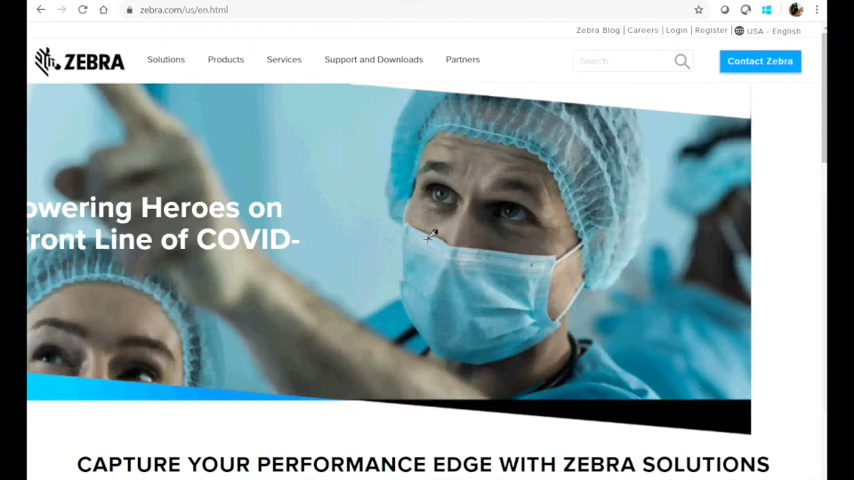 zebra.com/us/en.html
Zebra Blog | Careers | Login | Register | USA - English
ZEBRA
Solutions Products Services Support and Downloads Partners
Search
Contact Zebra
owering Heroes on
Front Line of COVID-
CAPTURE YOUR PERFORMANCE EDGE WITH ZEBRA SOLUTIONS